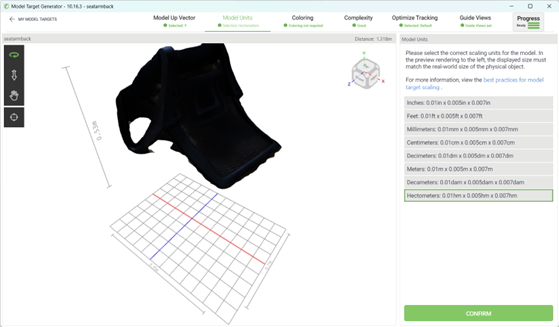 Model Target Generator - 10.16.3 - seatarmback
MY MODEL TARGETS
Model Up Vector
Selected: Y
Model Units
Selected: Hectometers
Coloring
Coloring not required
Complexity
Good
Optimize Tracking
Selected: Default
Guide Views
Guide Views set
Progress
Ready
seatarmback
Distance: 1.318m
Model Units
Please select the correct scaling units for the model. In
the preview rendering to the left, the displayed size must
match the real-world size of the physical object.
For more information, view the best practices for model
target scaling .
Inches: 0.01in x 0.005in x 0.007in
Feet: 0.01ft x 0.005ft x 0.007ft
Millimeters: 0.01mm x 0.005mm x 0.007mm
Centimeters: 0.01cm x 0.005cm x 0.007cm
Decimeters: 0.01dm x 0.005dm x 0.007dm
Meters: 0.01m x 0.005m x 0.007m
Decameters: 0.01dam x 0.005dam x 0.007dam
Hectometers: 0.01hm x 0.005hm x 0.007hm
Y
Z
X
CONFIRM